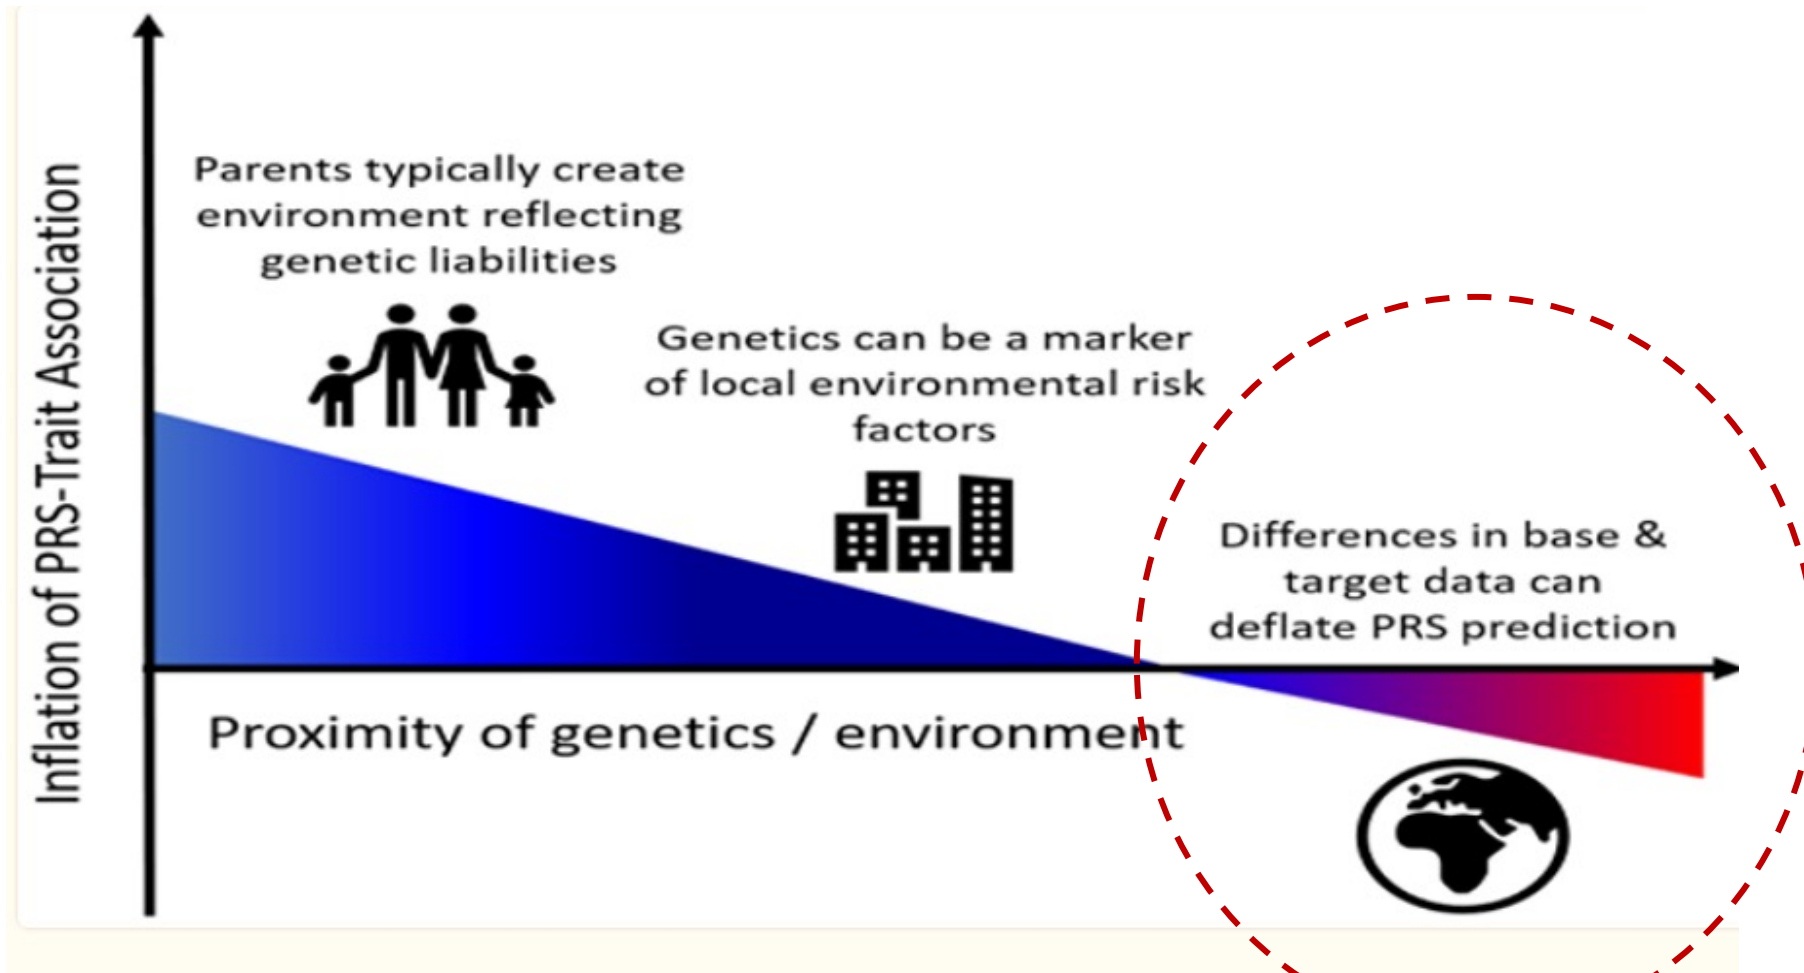 Inflation of PRS-Trait Association
Parents typically create
environment reflecting
genetic liabilities
Genetics can be a marker
of local environmental risk
factors
Differences in base &
target data can
deflate PRS prediction
Proximity of genetics / environment